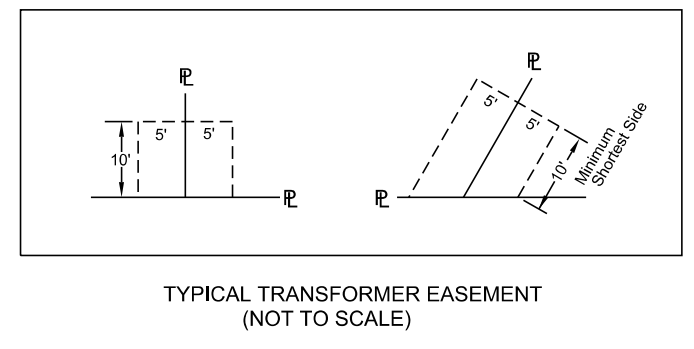 PL
5'
5'
10'
PL
PL
5'
5'
10'
Minimum
Shortest Side
PL
TYPICAL TRANSFORMER EASEMENT
(NOT TO SCALE)